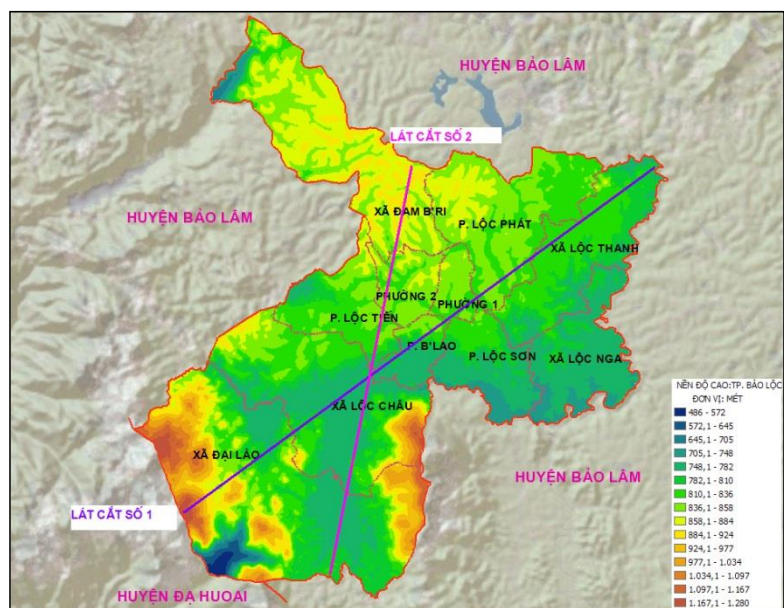 HUYỆN BẢO LÂM
LÁT CẮT SỐ 2
HUYỆN BẢO LÂM
XÃ ĐAM B'RI
P. LỘC PHÁT
XÃ LỘC THANH
PHƯỜNG 2
PHƯỜNG 1
P. LỘC TIẾN
P. B'LAO
P. LỘC SƠN
XÃ LỘC NGA
XÃ LỘC CHÂU
XÃ ĐẠI LÀO
LÁT CẮT SỐ 1
HUYỆN BẢO LÂM
HUYỆN ĐẠ HUOAI
NỀN ĐỘ CAO:TP. BẢO LỘC
ĐƠN VỊ: MÉT
486 - 572
572,1 - 645
645,1 - 705
705,1 - 748
748,1 - 782
782,1 - 810
810,1 - 836
836,1 - 858
858,1 - 884
884,1 - 924
924,1 - 977
977,1 - 1.034
1.034,1 - 1.097
1.097,1 - 1.167
1.167,1 - 1.280